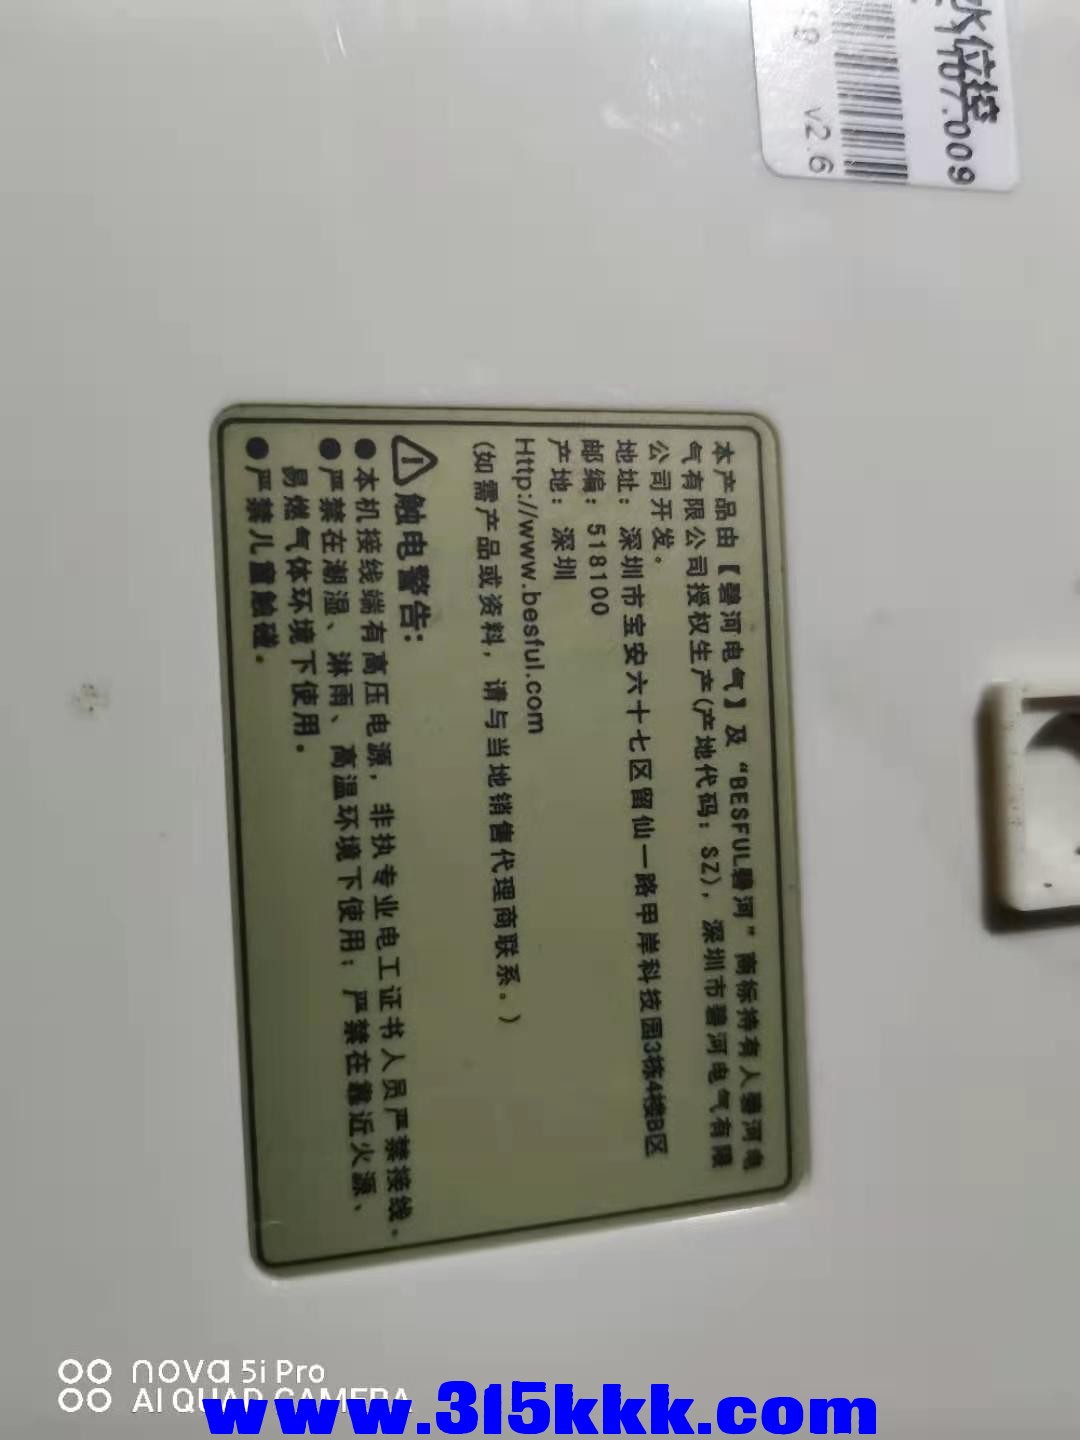 水位控
1107.009
v2.6
本产品由【碧河电气】及“BESFUL碧河”商标持有人碧河电
气有限公司授权生产(产地代码：SZ)，深圳市碧河电气有限
公司开发。
地址：深圳市宝安六十七区留仙一路甲岸科技园3栋4楼B区
邮编：518100
产地：深圳
Http://www.besful.com
(如需产品或资料，请与当地销售代理商联系。)
触电警告：
●本机接线端有高压电源，非执专业电工证书人员严禁接线。
●严禁在潮湿、淋雨、高温环境下使用；严禁在靠近火源、
易燃气体环境下使用。
●严禁儿童触碰。
nova 5i Pro
AI QUAD CAMERA
www.315kkk.com